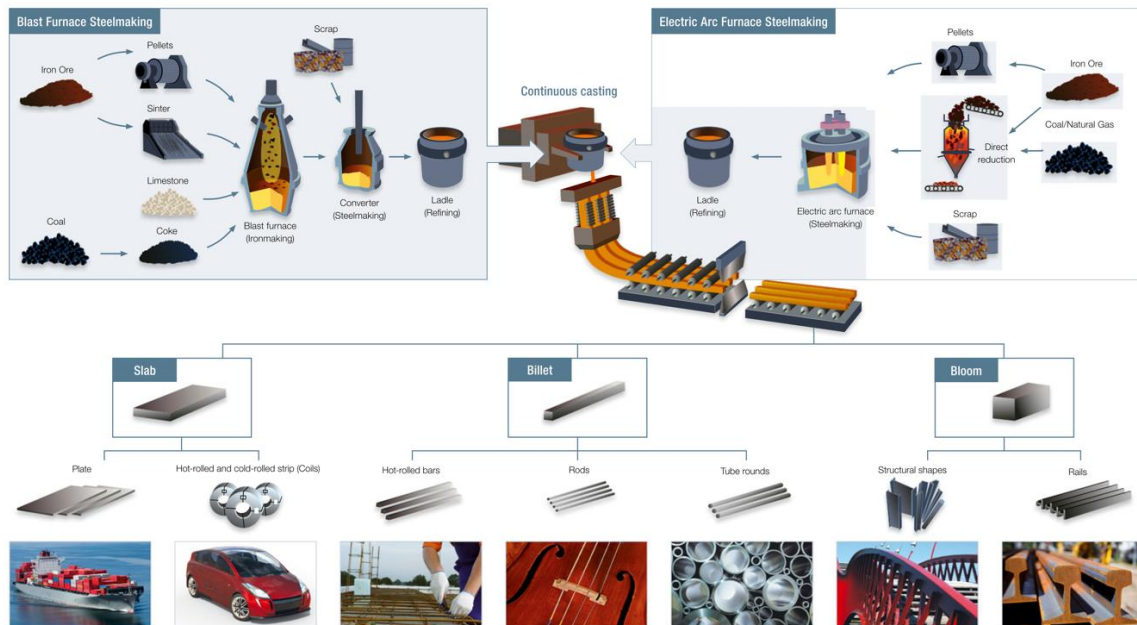 Blast Furnace Steelmaking
Scrap
Pellets
Iron Ore
Sinter
Limestone
Coal
Coke
Blast furnace
(Ironmaking)
Converter
(Steelmaking)
Ladle
(Refining)
Continuous casting
Electric Arc Furnace Steelmaking
Pellets
Iron Ore
Coal/Natural Gas
Direct
reduction
Ladle
(Refining)
Electric arc furnace
(Steelmaking)
Scrap
Slab
Billet
Bloom
Plate
Hot-rolled and cold-rolled strip (Coils)
Hot-rolled bars
Rods
Tube rounds
Structural shapes
Rails